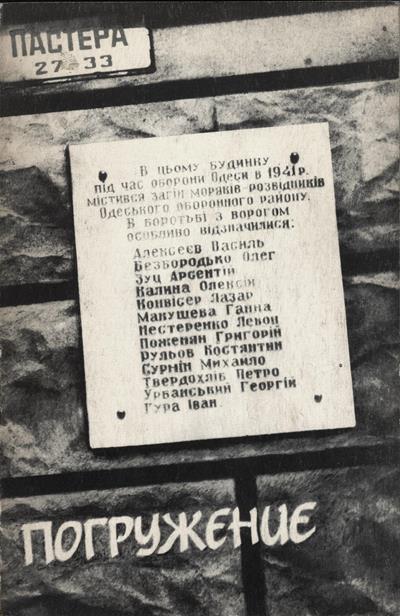 ПАСТЕРА
27 33
В цьому будинку
під час оборони Одеси в 1941 р.
містився загін моряків-розвідників
Одеського оборонного району.
В боротьбі з ворогом
особливо відзначилися:
Алексеєв Василь
Безбородько Олег
Зуц Арсентій
Калина Олексій
Конвісер Лазар
Макушева Ганна
Нестеренко Левон
Поженян Григорій
Рульов Костянтин
Сурмін Михайло
Твердохліб Петро
Урванський Георгій
Гура Іван
ПОГРУЖЕНИЕ